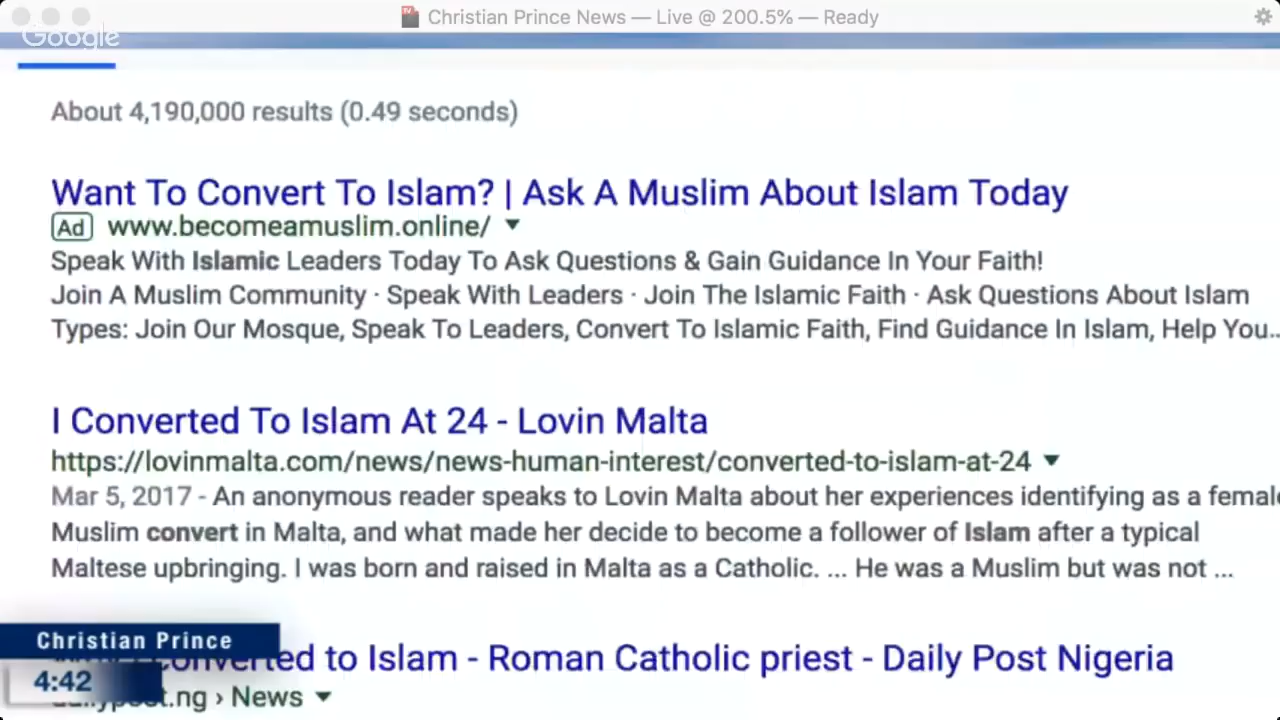 Christian Prince News — Live @ 200.5% — Ready
Google
About 4,190,000 results (0.49 seconds)
Want To Convert To Islam? | Ask A Muslim About Islam Today
Ad www.becomeamuslim.online/
Speak With Islamic Leaders Today To Ask Questions & Gain Guidance In Your Faith!
Join A Muslim Community · Speak With Leaders · Join The Islamic Faith · Ask Questions About Islam
Types: Join Our Mosque, Speak To Leaders, Convert To Islamic Faith, Find Guidance In Islam, Help You...
I Converted To Islam At 24 - Lovin Malta
https://lovinmalta.com/news/news-human-interest/converted-to-islam-at-24
Mar 5, 2017 - An anonymous reader speaks to Lovin Malta about her experiences identifying as a female
Muslim convert in Malta, and what made her decide to become a follower of Islam after a typical
Maltese upbringing. I was born and raised in Malta as a Catholic. ... He was a Muslim but was not ...
Christian Prince
I converted to Islam - Roman Catholic priest - Daily Post Nigeria
4:42
dailypost.ng › News